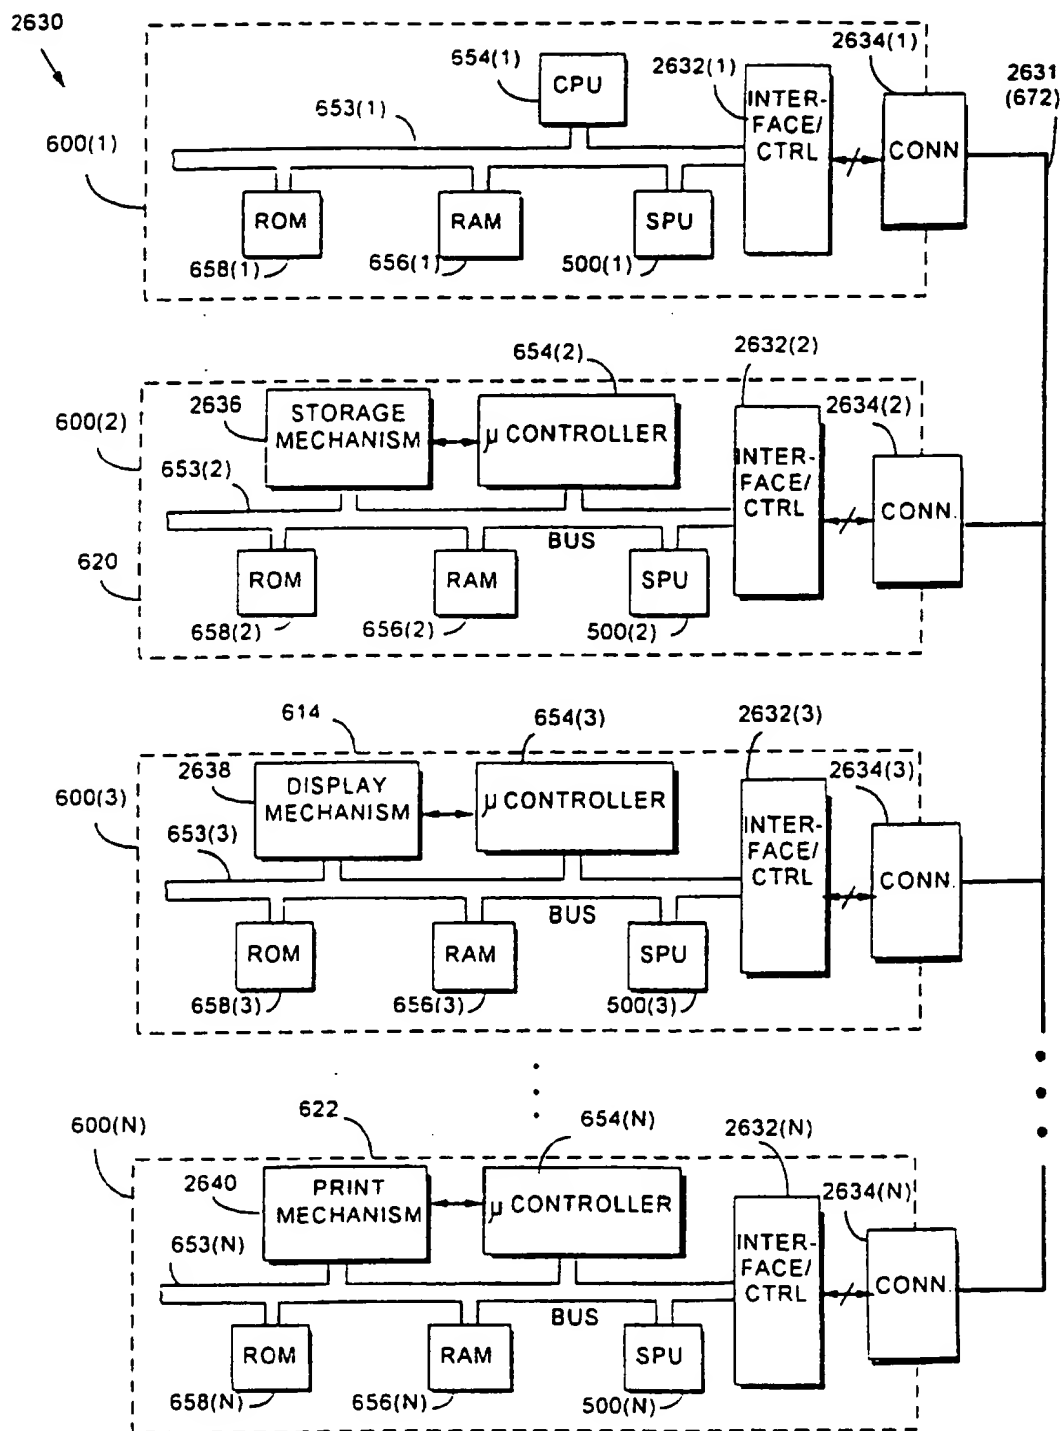 2630
654(1)
2632(1)
2634(1)
2631
(672)
CPU
INTER-
FACE/
CTRL
653(1)
600(1)
CONN
ROM
RAM
SPU
658(1)
656(1)
500(1)
654(2)
2632(2)
2634(2)
600(2)
2636
STORAGE
MECHANISM
µ CONTROLLER
INTER-
FACE/
CTRL
653(2)
CONN.
BUS
620
ROM
RAM
SPU
658(2)
656(2)
500(2)
614
654(3)
2632(3)
2634(3)
600(3)
2638
DISPLAY
MECHANISM
µ CONTROLLER
INTER-
FACE/
CTRL
653(3)
CONN.
BUS
ROM
RAM
SPU
658(3)
656(3)
500(3)
600(N)
622
654(N)
2632(N)
2634(N)
2640
PRINT
MECHANISM
µ CONTROLLER
INTER-
FACE/
CTRL
653(N)
CONN.
BUS
ROM
RAM
SPU
658(N)
656(N)
500(N)